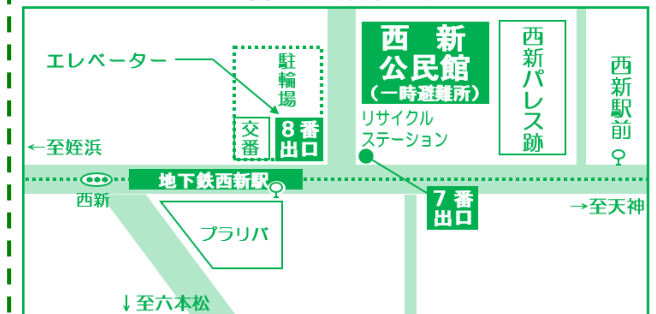 エレベーター
駐輪場
交番
8番
出口
←至姪浜
西新
公民館
(一時避難所)
リサイクル
ステーション
西新パレス跡
西新駅前
地下鉄西新駅
西新
7番
出口
→至天神
プラリバ
↓至六本松